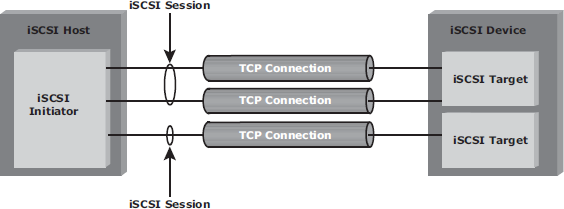 iSCSI Session
iSCSI Host
iSCSI Device
iSCSI
Initiator
TCP Connection
TCP Connection
TCP Connection
iSCSI Target
iSCSI Target
iSCSI Session